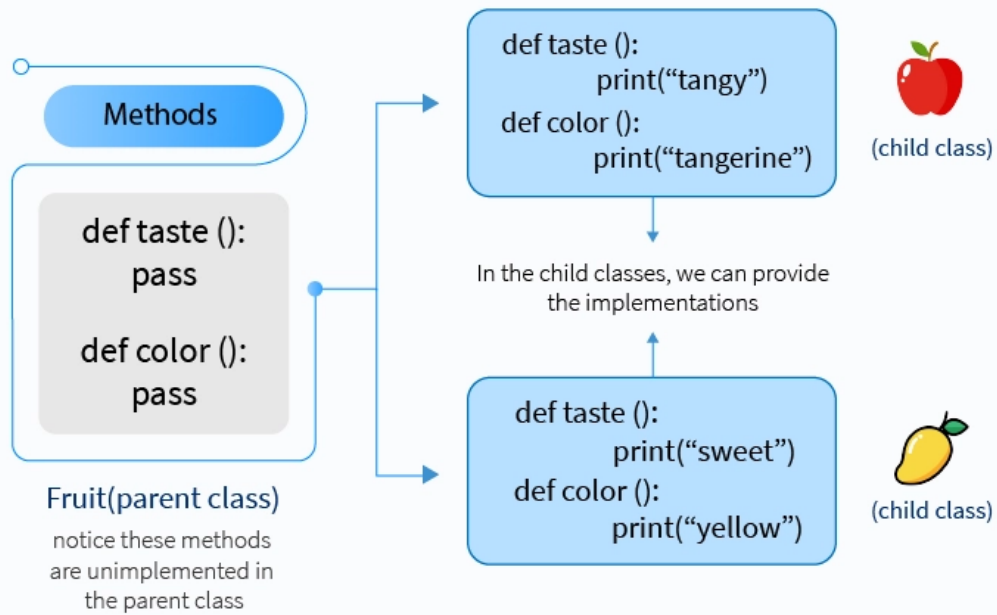 Methods
def taste ():
pass
def color ():
pass
Fruit(parent class)
notice these methods
are unimplemented in
the parent class
def taste ():
print(“tangy”)
def color ():
print(“tangerine”)
(child class)
In the child classes, we can provide
the implementations
def taste ():
print(“sweet”)
def color ():
print(“yellow”)
(child class)